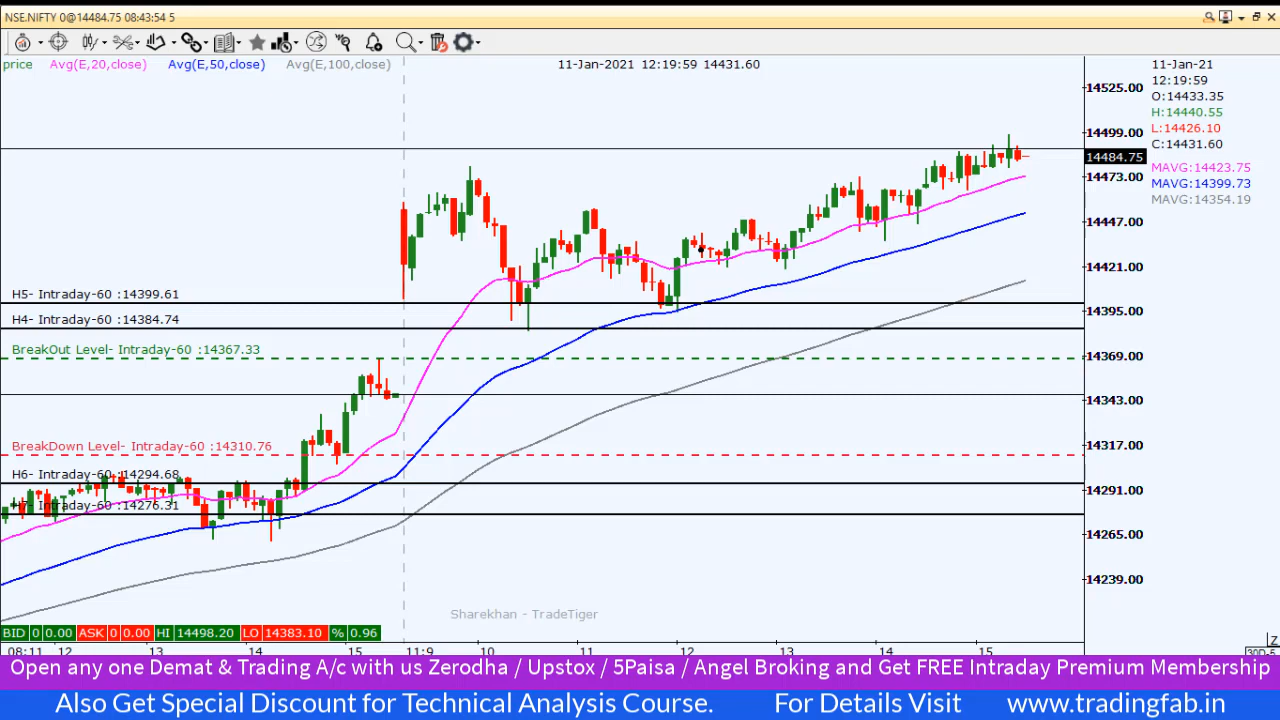 NSE.NIFTY 0@14484.75 08:43:54 5
price Avg(E,20,close) Avg(E,50,close) Avg(E,100,close) 11-Jan-2021 12:19:59 14431.60
11-Jan-21
12:19:59
O:14433.35
H:14440.55
L:14426.10
C:14431.60
MAVG:14423.75
MAVG:14399.73
MAVG:14354.19
14525.00
14499.00
14484.75
14473.00
14447.00
14421.00
14395.00
14369.00
14343.00
14317.00
14291.00
14265.00
14239.00
H5- Intraday-60 :14399.61
H4- Intraday-60 :14384.74
BreakOut Level- Intraday-60 :14367.33
BreakDown Level- Intraday-60 :14310.76
H6- Intraday-60 :14294.68
H7- Intraday-60 :14276.31
Sharekhan - TradeTiger
BID 0 0.00 ASK 0 0.00 HI 14498.20 LO 14383.10 % 0.96
08:11 12 13 14 15 11:9 10 11 12 13 14 15
Z
30D-5
Open any one Demat & Trading A/c with us Zerodha / Upstox / 5Paisa / Angel Broking and Get FREE Intraday Premium Membership
Also Get Special Discount for Technical Analysis Course. For Details Visit www.tradingfab.in